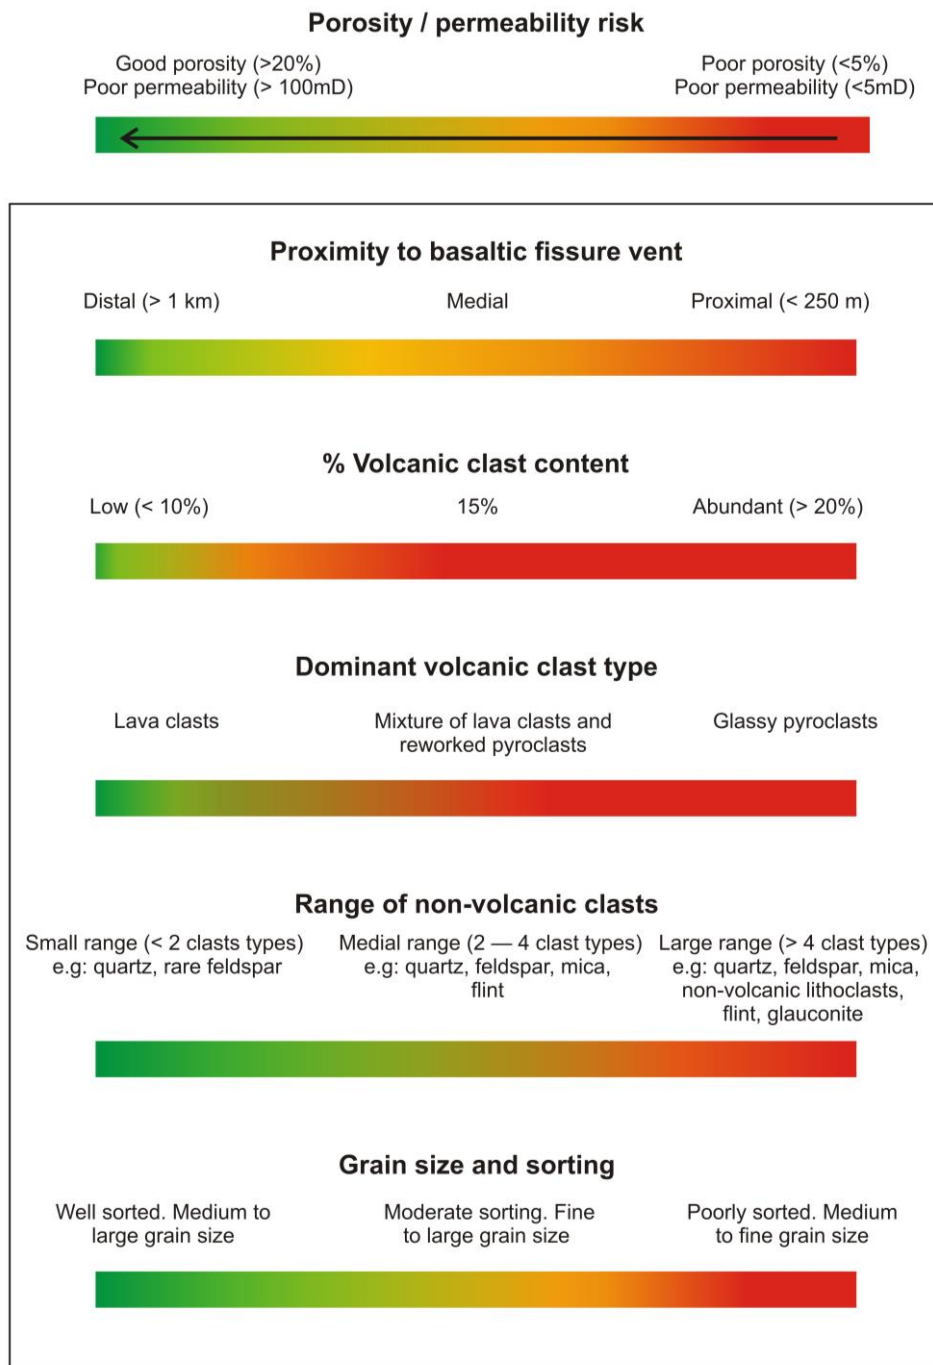 Porosity / permeability risk
Good porosity (>20%)
Poor permeability (> 100mD)
Poor porosity (<5%)
Poor permeability (<5mD)
Proximity to basaltic fissure vent
Distal (> 1 km)
Medial
Proximal (< 250 m)
% Volcanic clast content
Low (< 10%)
15%
Abundant (> 20%)
Dominant volcanic clast type
Lava clasts
Mixture of lava clasts and
reworked pyroclasts
Glassy pyroclasts
Range of non-volcanic clasts
Small range (< 2 clasts types)
e.g: quartz, rare feldspar
Medial range (2 — 4 clast types)
e.g: quartz, feldspar, mica,
flint
Large range (> 4 clast types)
e.g: quartz, feldspar, mica,
non-volcanic lithoclasts,
flint, glauconite
Grain size and sorting
Well sorted. Medium to
large grain size
Moderate sorting. Fine
to large grain size
Poorly sorted. Medium
to fine grain size